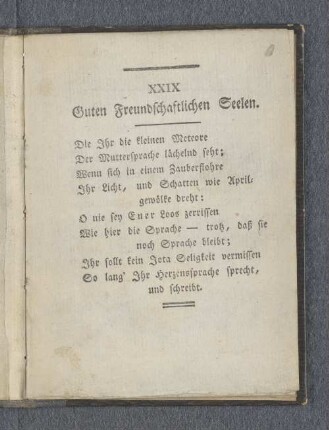 XXIX
Guten Freundschaftlichen Seelen.
Die Ihr die kleinen Meteore
Der Muttersprache lächelnd seht;
Wenn sich in einem Zauberflohre
Ihr Licht, und Schatten wie April-
gewölke dreht:
O nie sey Euer Loos zerrissen
Wie hier die Sprache — trotz, daß sie
noch Sprache bleibt;
Ihr sollt kein Jota Seligkeit vermissen
So lang' Ihr Herzenssprache sprecht,
und schreibt.